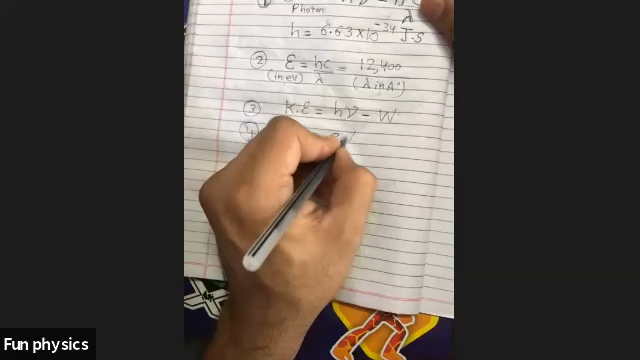 Photon
h = 6.63 × 10⁻³⁴ J.S
② E = hc/λ = 12,400/(λ in A°)
(in ev)
③ K.E = hν - W
④
Fun physics